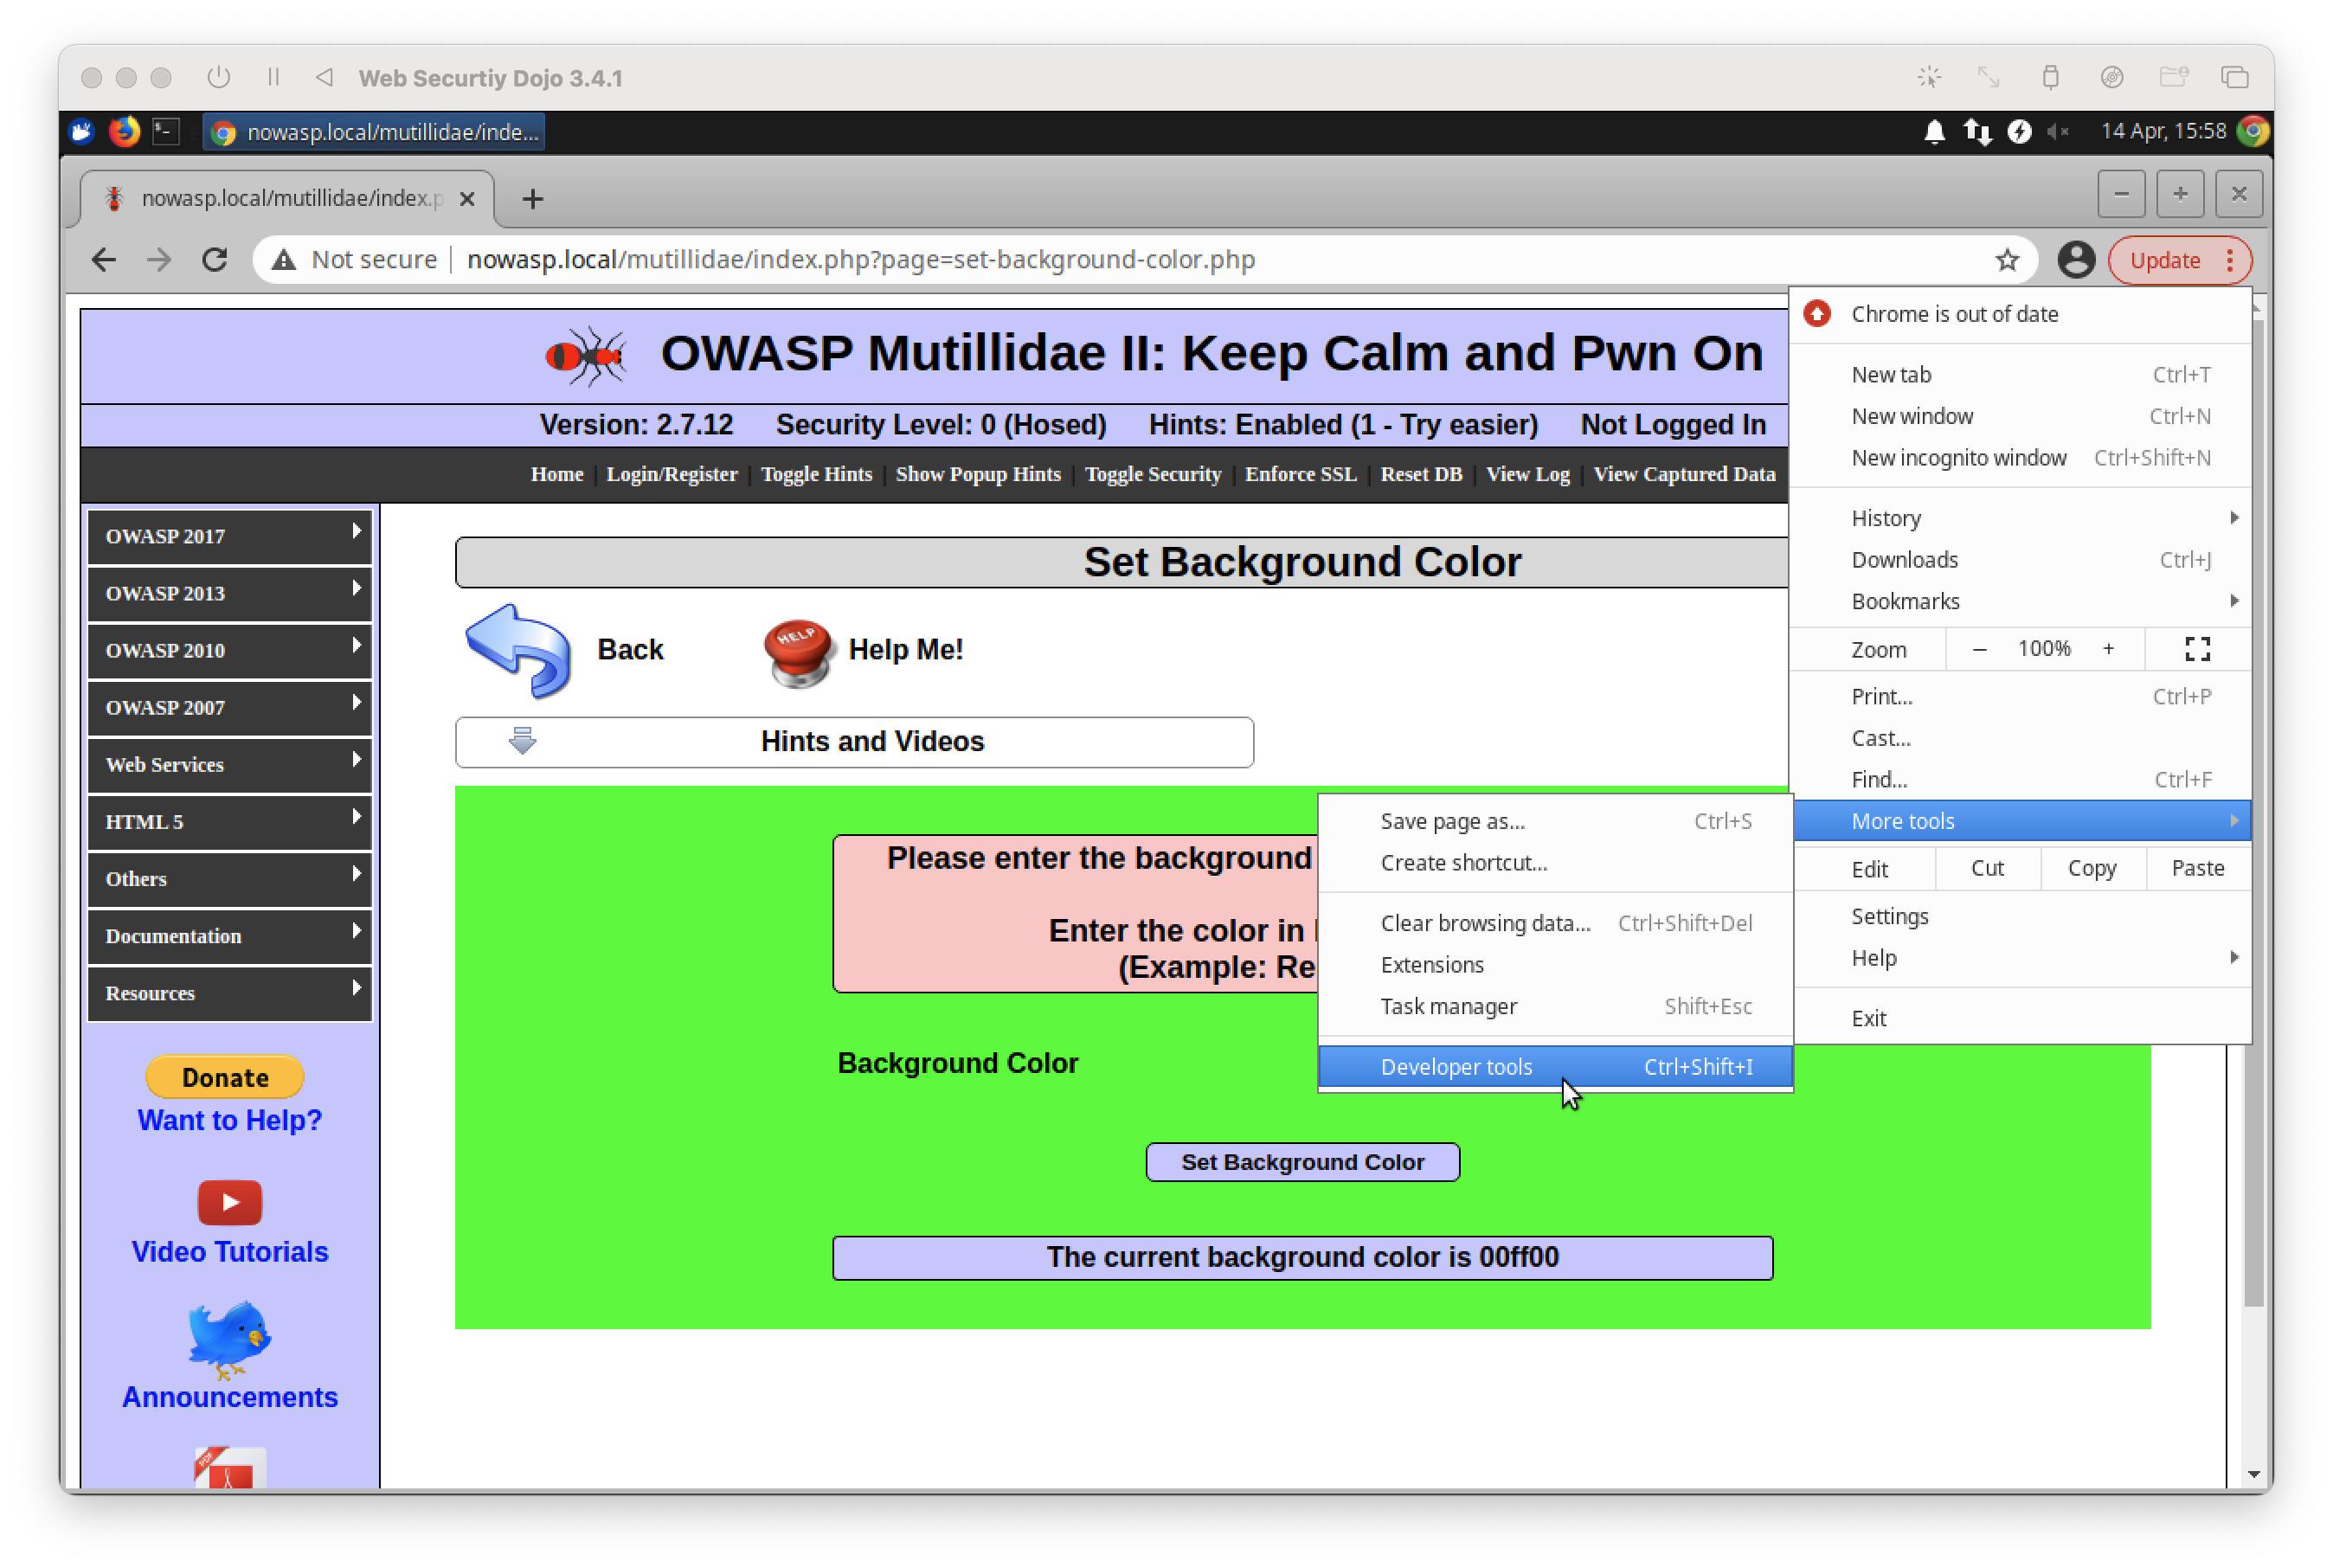 Web Securtiy Dojo 3.4.1
nowasp.local/mutillidae/inde...
14 Apr, 15:58
nowasp.local/mutillidae/index.p
Not secure
nowasp.local/mutillidae/index.php?page=set-background-color.php
Update
OWASP Mutillidae II: Keep Calm and Pwn On
Version: 2.7.12 Security Level: 0 (Hosed) Hints: Enabled (1 - Try easier) Not Logged In
Home | Login/Register | Toggle Hints | Show Popup Hints | Toggle Security | Enforce SSL | Reset DB | View Log | View Captured Data
OWASP 2017
OWASP 2013
OWASP 2010
OWASP 2007
Web Services
HTML 5
Others
Documentation
Resources
Donate
Want to Help?
Video Tutorials
Announcements
PDF
Set Background Color
Back
HELP
Help Me!
Hints and Videos
Please enter the background
Enter the color in
(Example: Re
Background Color
Set Background Color
The current background color is 00ff00
Chrome is out of date
New tab Ctrl+T
New window Ctrl+N
New incognito window Ctrl+Shift+N
History
Downloads Ctrl+J
Bookmarks
Zoom − 100% +
Print... Ctrl+P
Cast...
Find... Ctrl+F
More tools
Edit Cut Copy Paste
Settings
Help
Exit
Save page as... Ctrl+S
Create shortcut...
Clear browsing data... Ctrl+Shift+Del
Extensions
Task manager Shift+Esc
Developer tools Ctrl+Shift+I